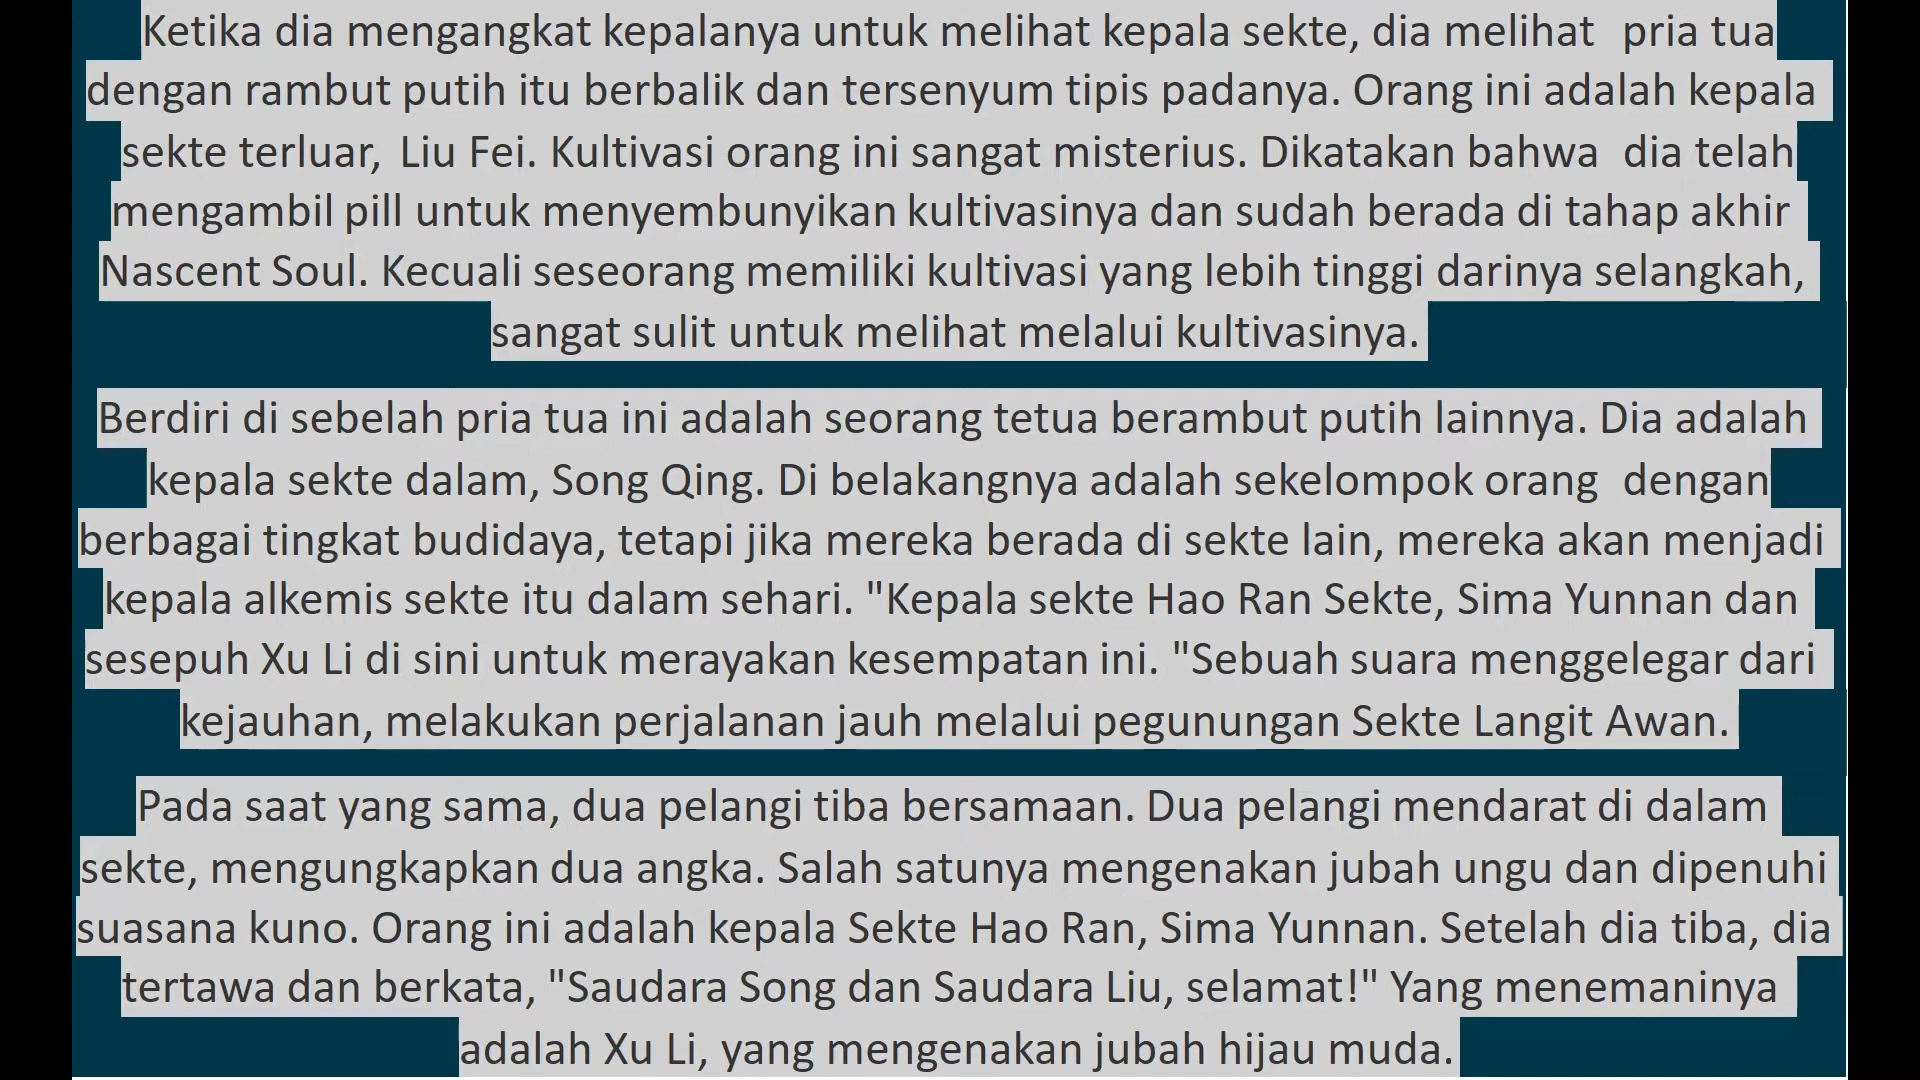 Ketika dia mengangkat kepalanya untuk melihat kepala sekte, dia melihat pria tua
dengan rambut putih itu berbalik dan tersenyum tipis padanya. Orang ini adalah kepala
sekte terluar, Liu Fei. Kultivasi orang ini sangat misterius. Dikatakan bahwa dia telah
mengambil pill untuk menyembunyikan kultivasinya dan sudah berada di tahap akhir
Nascent Soul. Kecuali seseorang memiliki kultivasi yang lebih tinggi darinya selangkah,
sangat sulit untuk melihat melalui kultivasinya.
Berdiri di sebelah pria tua ini adalah seorang tetua berambut putih lainnya. Dia adalah
kepala sekte dalam, Song Qing. Di belakangnya adalah sekelompok orang dengan
berbagai tingkat budidaya, tetapi jika mereka berada di sekte lain, mereka akan menjadi
kepala alkemis sekte itu dalam sehari. "Kepala sekte Hao Ran Sekte, Sima Yunnan dan
sesepuh Xu Li di sini untuk merayakan kesempatan ini. "Sebuah suara menggelegar dari
kejauhan, melakukan perjalanan jauh melalui pegunungan Sekte Langit Awan.
Pada saat yang sama, dua pelangi tiba bersamaan. Dua pelangi mendarat di dalam
sekte, mengungkapkan dua angka. Salah satunya mengenakan jubah ungu dan dipenuhi
suasana kuno. Orang ini adalah kepala Sekte Hao Ran, Sima Yunnan. Setelah dia tiba, dia
tertawa dan berkata, "Saudara Song dan Saudara Liu, selamat!" Yang menemaninya
adalah Xu Li, yang mengenakan jubah hijau muda.